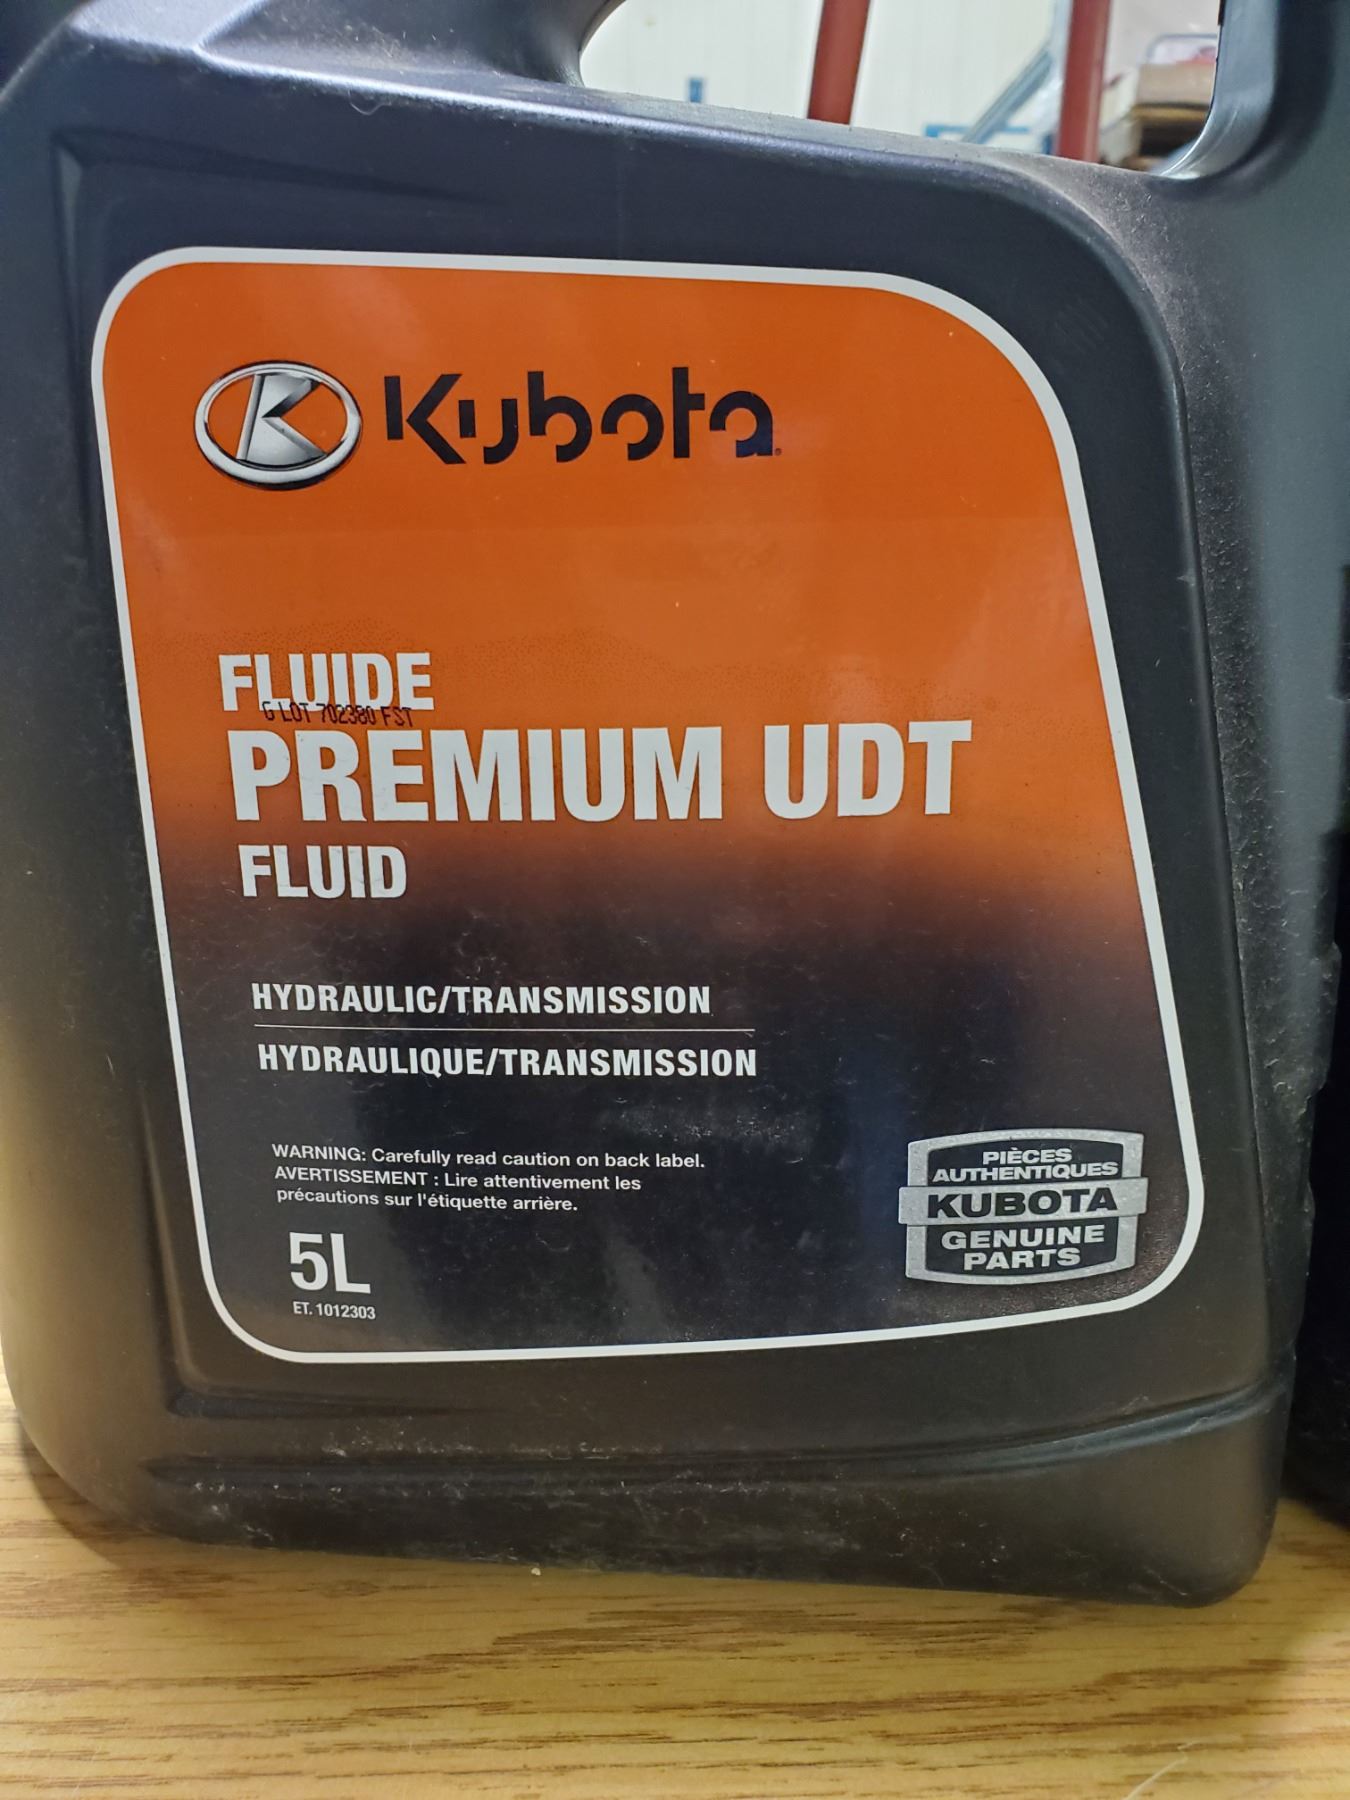 Kubota
FLUIDE
G LOT 702380 FST
PREMIUM UDT
FLUID
HYDRAULIC/TRANSMISSION
HYDRAULIQUE/TRANSMISSION
WARNING: Carefully read caution on back label.
AVERTISSEMENT : Lire attentivement les
précautions sur l'étiquette arrière.
5L
ET. 1012303
PIÈCES
AUTHENTIQUES
KUBOTA
GENUINE
PARTS